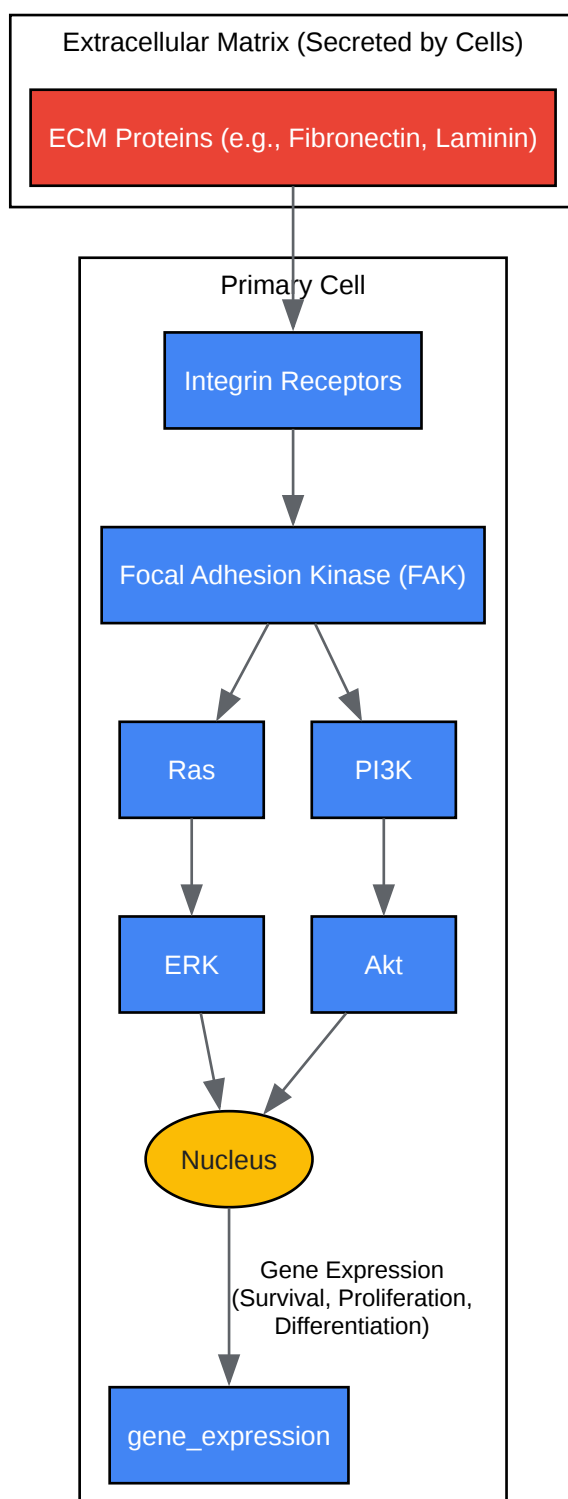 Extracellular Matrix (Secreted by Cells)
ECM Proteins (e.g., Fibronectin, Laminin)
Primary Cell
Integrin Receptors
Focal Adhesion Kinase (FAK)
Ras
PI3K
ERK
Akt
Nucleus
Gene Expression
(Survival, Proliferation,
Differentiation)
gene_expression